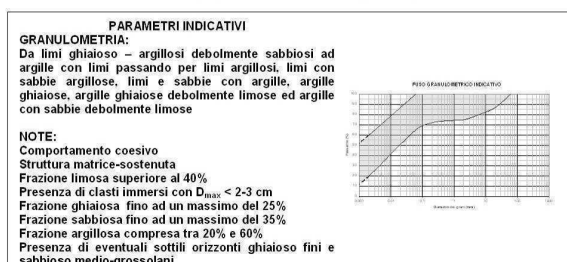 PARAMETRI INDICATIVI
GRANULOMETRIA:
Da limi ghiaioso – argillosi debolmente sabbiosi ad
argille con limi passando per limi argillosi, limi con
sabbie argillose, limi e sabbie con argille, argille
ghiaiose, argille ghiaiose debolmente limose ed argille
con sabbie debolmente limose
NOTE:
Comportamento coesivo
Struttura matrice-sostenuta
Frazione limosa superiore al 40%
Presenza di clasti immersi con Dmax < 2-3 cm
Frazione ghiaiosa fino ad un massimo del 25%
Frazione sabbiosa fino ad un massimo del 35%
Frazione argillosa compresa tra 20% e 60%
Presenza di eventuali sottili orizzonti ghiaioso fini e
sabbioso medio-grossolani
FUSO GRANULOMETRICO INDICATIVO